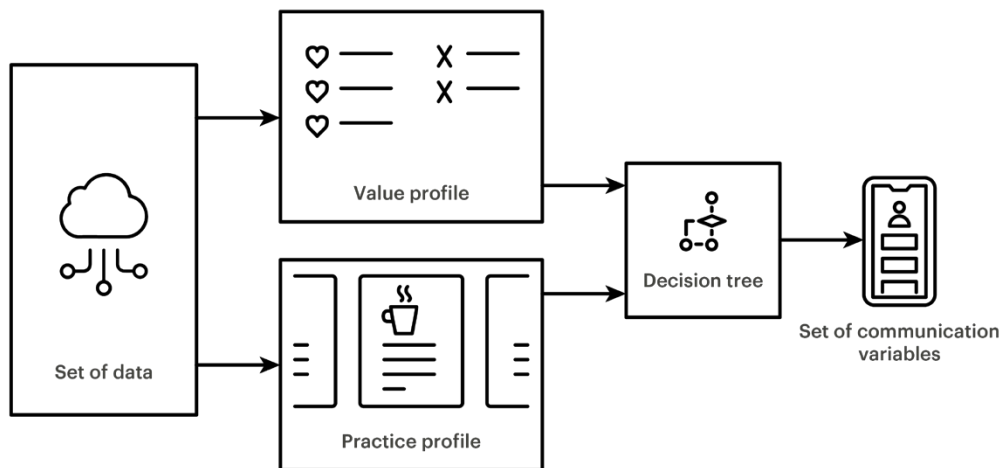 Value profile
Set of data
Decision tree
Set of communication
variables
Practice profile